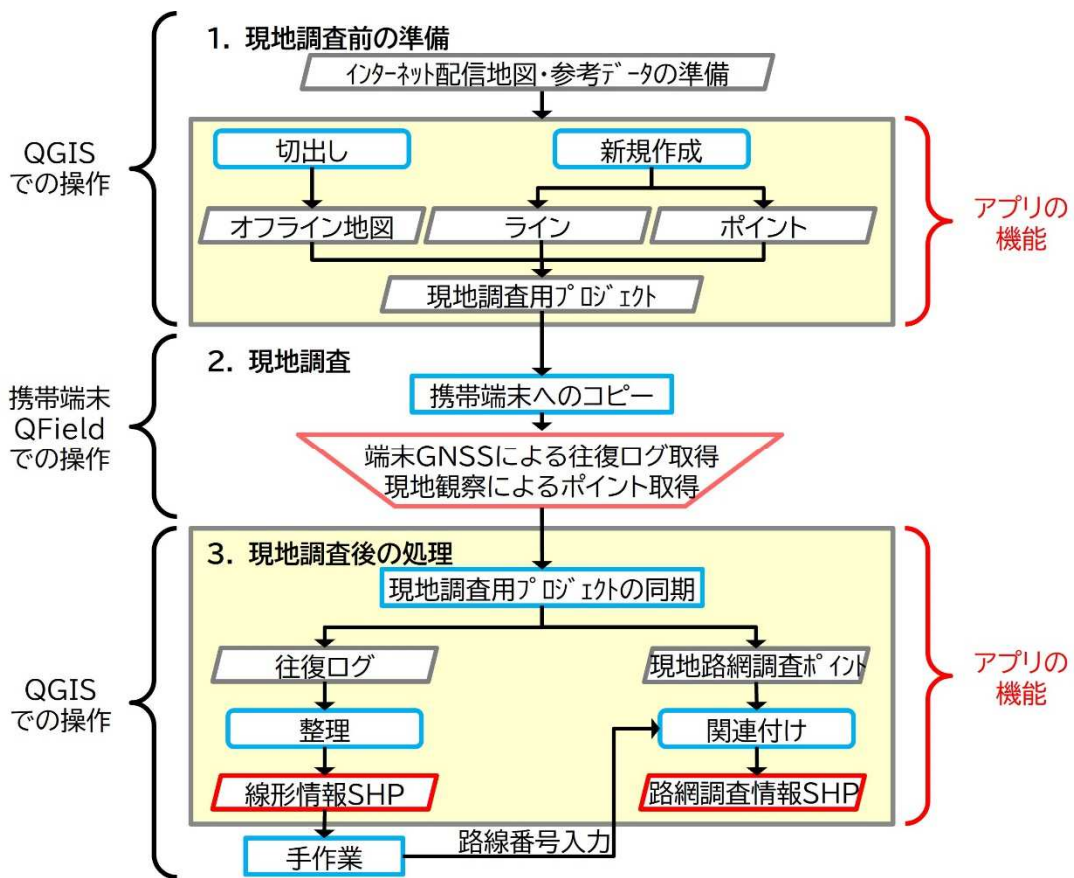 1. 現地調査前の準備
インターネット配信地図・参考データの準備
QGIS
での操作
切出し
新規作成
オフライン地図
ライン
ポイント
アプリの
機能
現地調査用プロジェクト
2. 現地調査
携帯端末
QField
での操作
携帯端末へのコピー
端末GNSSによる往復ログ取得
現地観察によるポイント取得
3. 現地調査後の処理
現地調査用プロジェクトの同期
往復ログ
現地路網調査ポイント
QGIS
での操作
アプリの
機能
整理
関連付け
線形情報SHP
路網調査情報SHP
路線番号入力
手作業